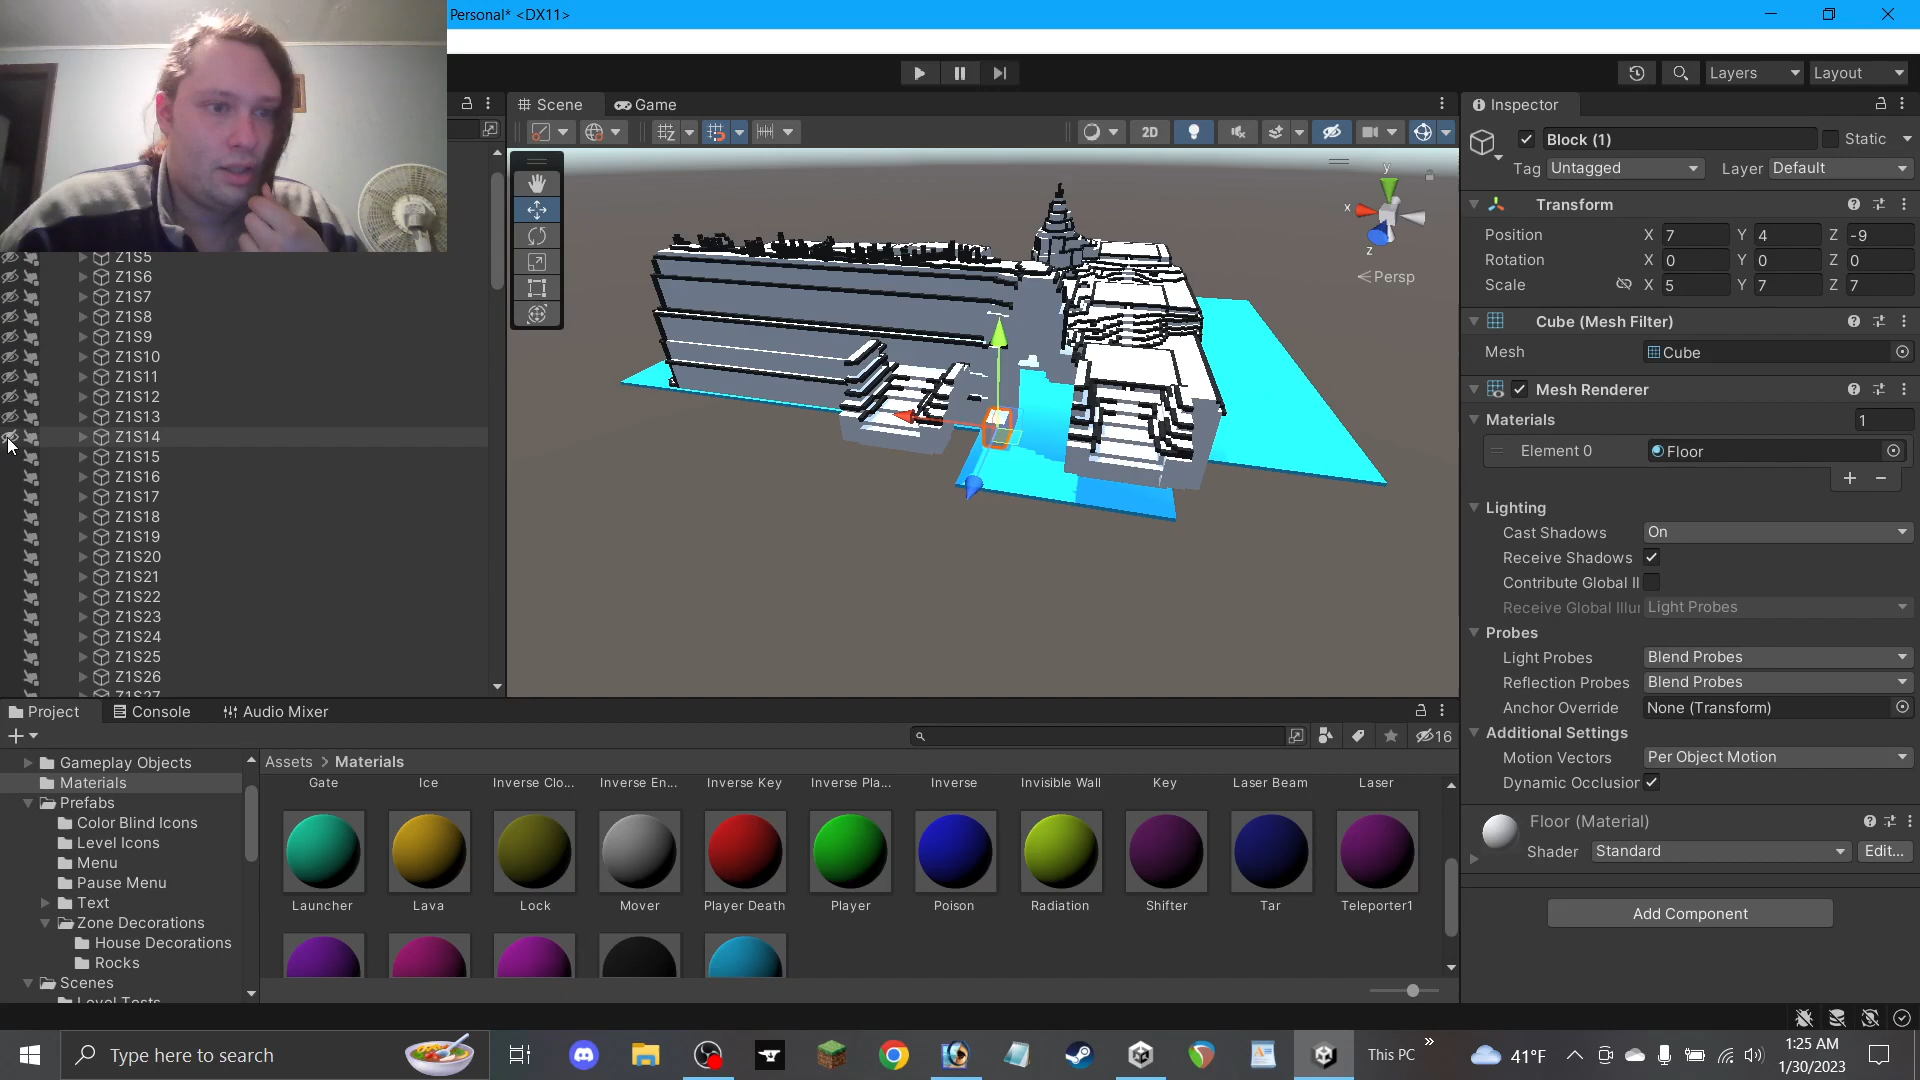 Personal* <DX11>
Layers
Layout
Scene
Game
Inspector
2D
Block (1)
Static
Tag Untagged
Layer Default
Transform
Position X 7 Y 4 Z -9
Rotation X 0 Y 0 Z 0
Scale X 5 Y 7 Z 7
y
x
z
Persp
Cube (Mesh Filter)
Mesh Cube
Mesh Renderer
Materials 1
Element 0 Floor
Lighting
Cast Shadows On
Receive Shadows
Contribute Global Il
Receive Global Illu Light Probes
Probes
Light Probes Blend Probes
Reflection Probes Blend Probes
Anchor Override None (Transform)
Additional Settings
Motion Vectors Per Object Motion
Dynamic Occlusion
Floor (Material)
Shader Standard Edit...
Add Component
Z1S5
Z1S6
Z1S7
Z1S8
Z1S9
Z1S10
Z1S11
Z1S12
Z1S13
Z1S14
Z1S15
Z1S16
Z1S17
Z1S18
Z1S19
Z1S20
Z1S21
Z1S22
Z1S23
Z1S24
Z1S25
Z1S26
Z1S27
Project
Console
Audio Mixer
16
Gameplay Objects
Materials
Prefabs
Color Blind Icons
Level Icons
Menu
Pause Menu
Text
Zone Decorations
House Decorations
Rocks
Scenes
Level Tests
Assets > Materials
Gate Ice Inverse Clo... Inverse En... Inverse Key Inverse Pla... Inverse Invisible Wall Key Laser Beam Laser
Launcher Lava Lock Mover Player Death Player Poison Radiation Shifter Tar Teleporter1
Type here to search
This PC
»
41°F
1:25 AM
1/30/2023